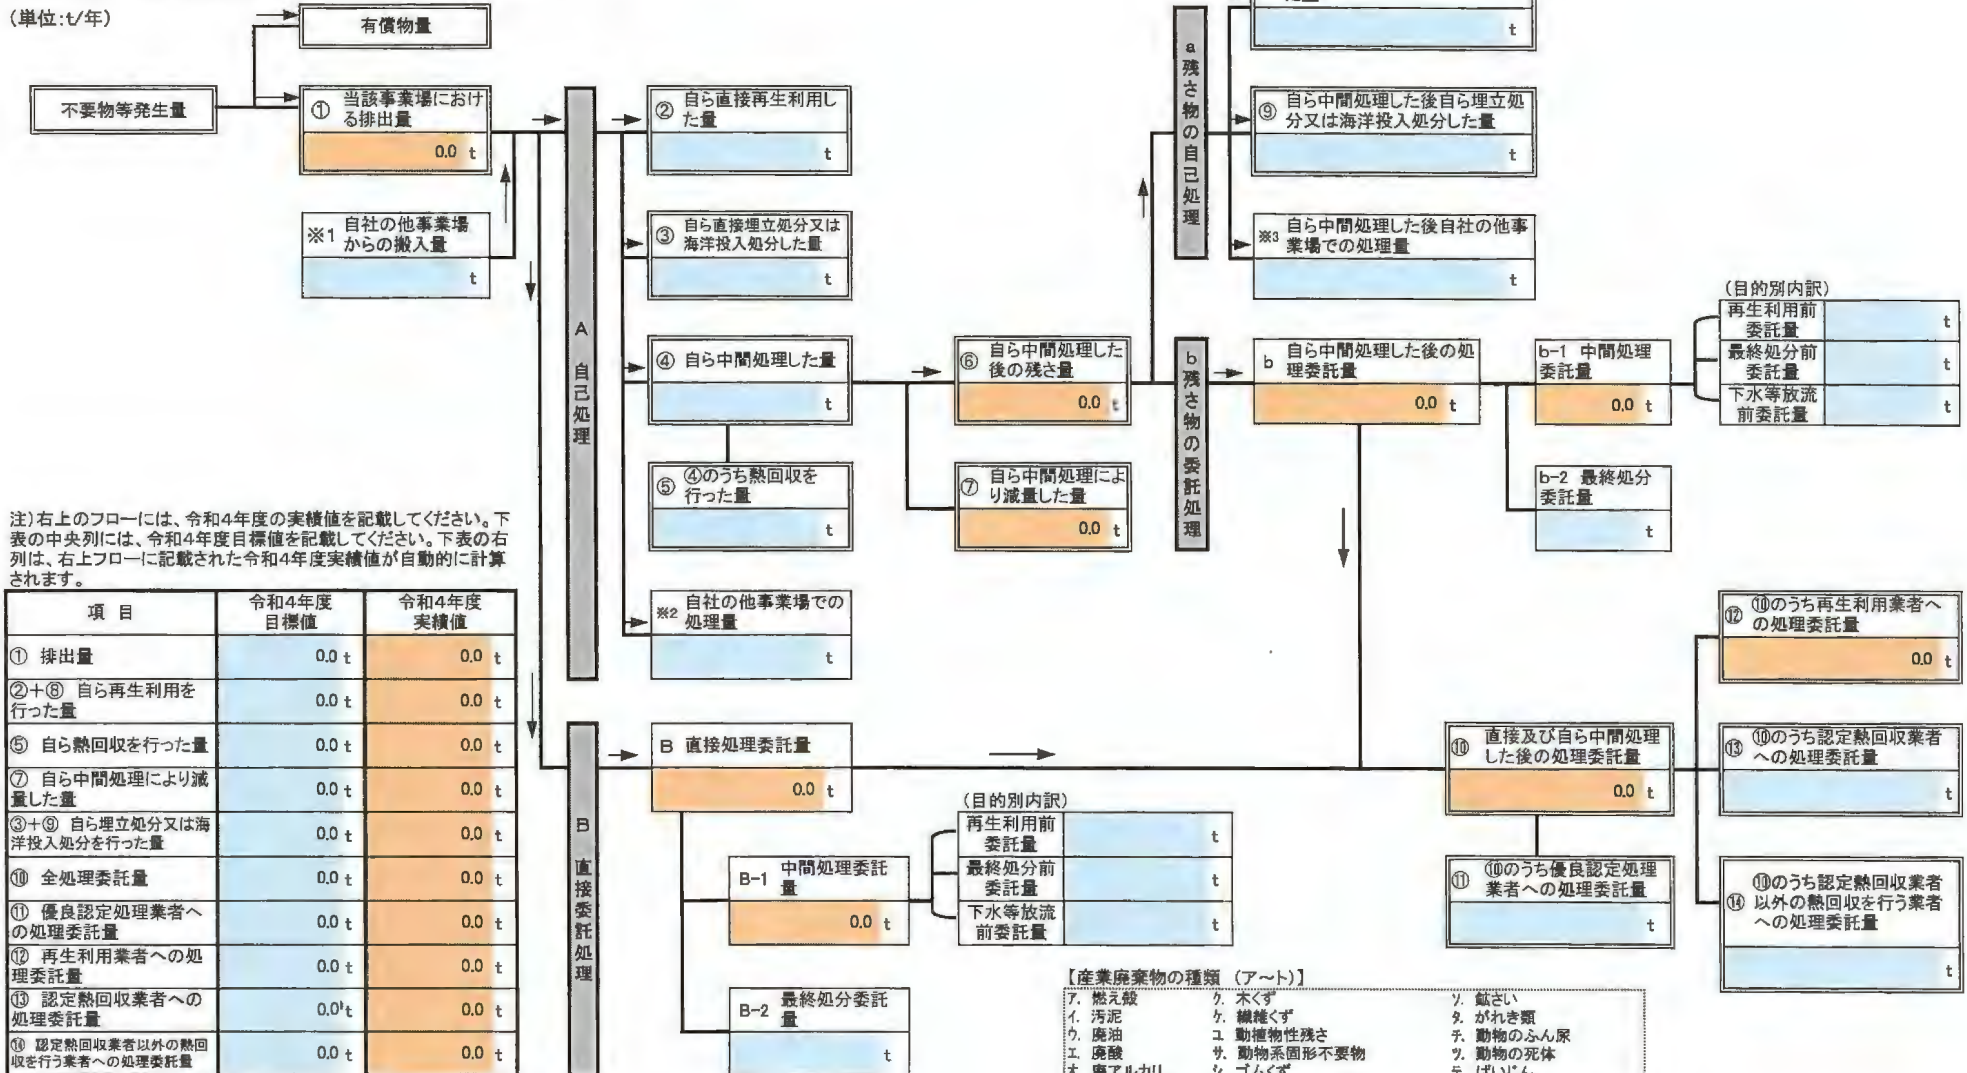 (単位:t/年)
有償物量
不要物等発生量
① 当該事業場におけ
る排出量
0.0 t
※1 自社の他事業場
からの搬入量
t
A 自己処理
② 自ら直接再生利用し
た量
t
③ 自ら直接埋立処分又は
海洋投入処分した量
t
④ 自ら中間処理した量
t
⑤ ④のうち熱回収を
行った量
t
※2 自社の他事業場での
処理量
t
⑥ 自ら中間処理した
後の残さ量
0.0 t
⑦ 自ら中間処理によ
り減量した量
0.0 t
a 残さ物の自己処理
t
⑨ 自ら中間処理した後自ら埋立処
分又は海洋投入処分した量
t
※3 自ら中間処理した後自社の他事
業場での処理量
t
b 残さ物の委託処理
b 自ら中間処理した後の処
理委託量
0.0 t
b-1 中間処理
委託量
0.0 t
(目的別内訳)
再生利用前
委託量
t
最終処分前
委託量
t
下水等放流
前委託量
t
b-2 最終処分
委託量
t
注)右上のフローには、令和4年度の実績値を記載してください。下
表の中央列には、令和4年度目標値を記載してください。下表の右
列は、右上フローに記載された令和4年度実績値が自動的に計算
されます。
項 目 令和4年度 目標値 令和4年度 実績値
① 排出量 0.0 t 0.0 t
②+⑧ 自ら再生利用を
行った量 0.0 t 0.0 t
⑤ 自ら熱回収を行った量 0.0 t 0.0 t
⑦ 自ら中間処理により減
量した量 0.0 t 0.0 t
③+⑨ 自ら埋立処分又は海
洋投入処分を行った量 0.0 t 0.0 t
⑩ 全処理委託量 0.0 t 0.0 t
⑪ 優良認定処理業者へ
の処理委託量 0.0 t 0.0 t
⑫ 再生利用業者への処
理委託量 0.0 t 0.0 t
⑬ 認定熱回収業者への
処理委託量 0.0 t 0.0 t
⑭ 認定熱回収業者以外の熱回
収を行う業者への処理委託量 0.0 t 0.0 t
B 直接委託処理
B 直接処理委託量
0.0 t
B-1 中間処理委託
量
0.0 t
(目的別内訳)
再生利用前
委託量
t
最終処分前
委託量
t
下水等放流
前委託量
t
B-2 最終処分委託
量
t
⑩ 直接及び自ら中間処理
した後の処理委託量
0.0 t
⑪ ⑩のうち優良認定処理
業者への処理委託量
t
⑫ ⑩のうち再生利用業者へ
の処理委託量
0.0 t
⑬ ⑩のうち認定熱回収業者
への処理委託量
t
⑭ ⑩のうち認定熱回収業者
以外の熱回収を行う業者
への処理委託量
t
【産業廃棄物の種類 (ア～ト)】
ア. 燃え殻 ク. 木くず ソ. 鉱さい
イ. 汚泥 ケ. 繊維くず タ. がれき類
ウ. 廃油 コ 動植物性残さ チ. 動物のふん尿
エ. 廃酸 サ. 動物系固形不要物 ツ. 動物の死体
オ. 廃アルカリ シ. ゴムくず テ. ばいじん